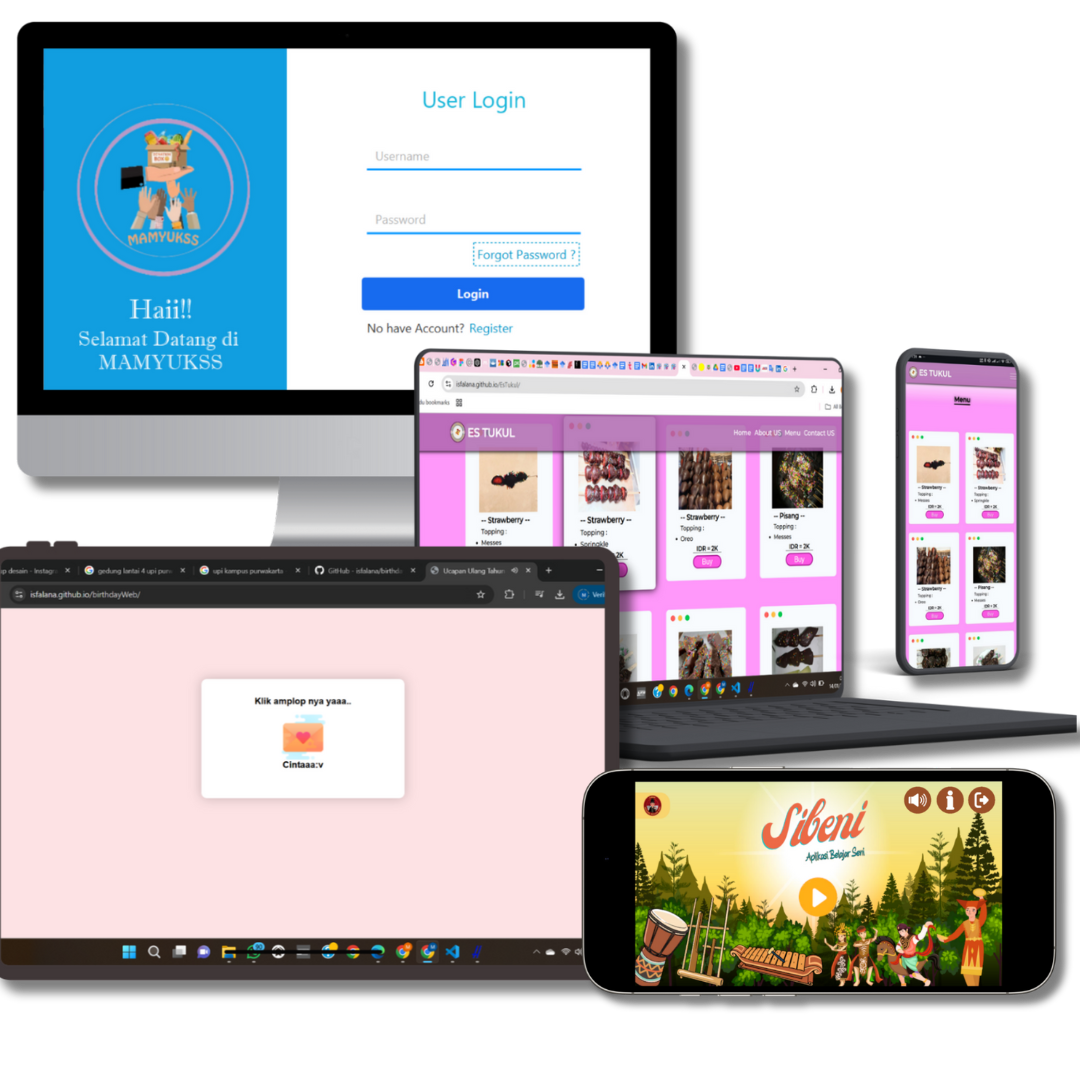 User Login
Username
Password
Forgot Password ?
Login
No have Account? Register
MAMYUKSS
Haii!!
Selamat Datang di
MAMYUKSS
isfalana.github.io/EsTukul/
bookmarks
ES TUKUL
Home About US Menu Contact US
-- Strawberry --
Topping :
• Messes
-- Strawberry --
Topping :
• Springkle
2K
-- Strawberry --
Topping :
• Oreo
IDR = 2K
Buy
-- Pisang --
Topping :
• Messes
IDR = 2K
Buy
ES TUKUL
Menu
-- Strawberry --
Topping :
• Messes
IDR = 2K
Buy
-- Strawberry --
Topping :
• Springkle
IDR = 2K
Buy
-- Strawberry --
Topping :
• Oreo
IDR = 2K
Buy
-- Pisang --
Topping :
• Messes
IDR = 2K
Buy
p desain - Instagr
gedung lantai 4 upi pur
upi kampus purwakarta
GitHub - isfalana/birthd
Ucapan Ulang Tahun
isfalana.github.io/birthdayWeb/
Veri
Klik amplop nya yaaa..
Cintaaa:v
Sibeni
Aplikasi Belajar Seni